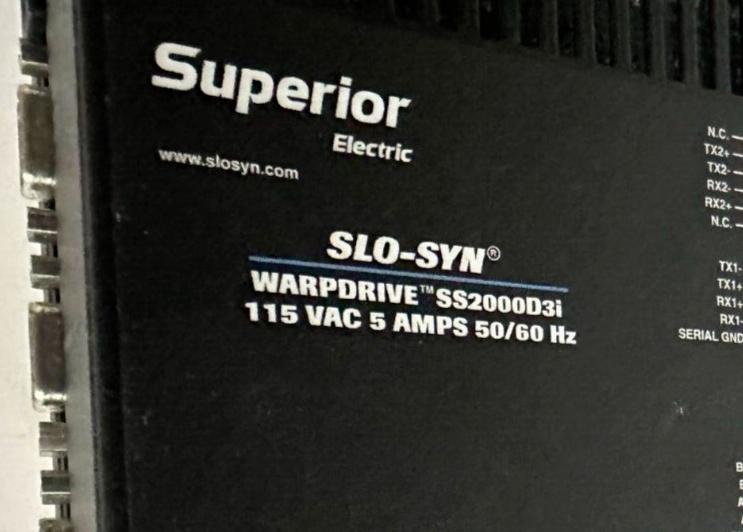 Superior
Electric
www.slosyn.com
SLO-SYN®
WARPDRIVE™ SS2000D3i
115 VAC 5 AMPS 50/60 Hz
N.C.
TX2+
TX2-
RX2-
RX2+
N.C.
TX1-
TX1+
RX1+
RX1-
SERIAL GND